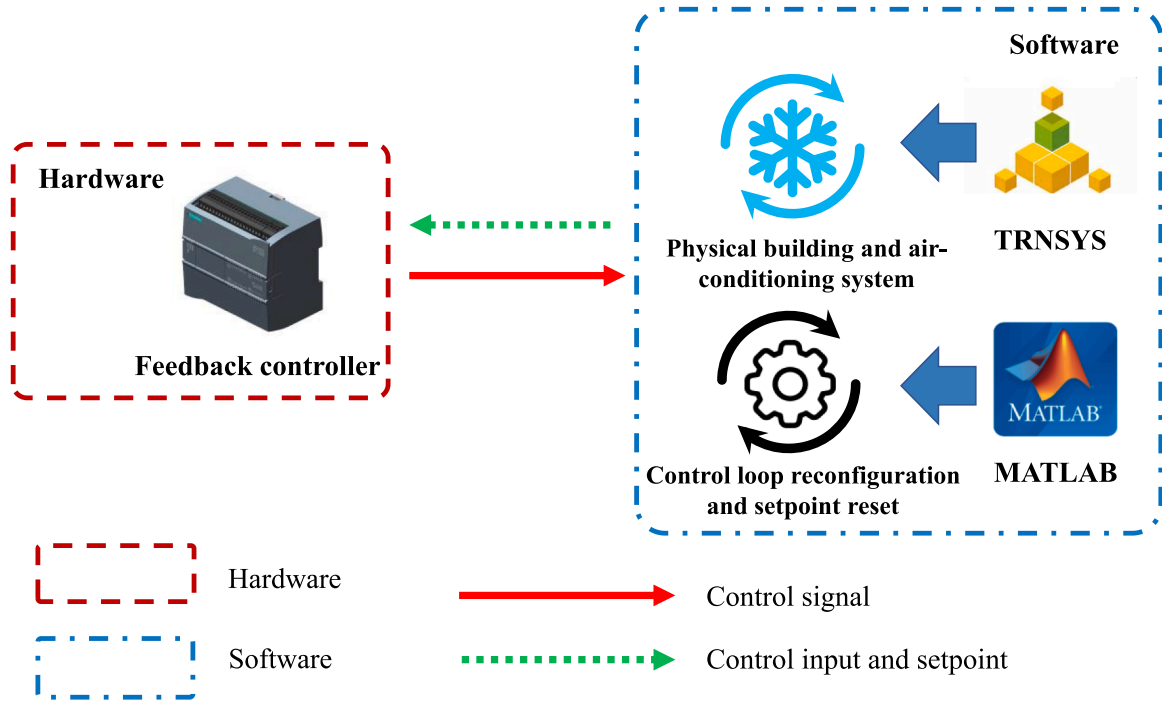 Software
Hardware
TRNSYS
Physical building and air-
conditioning system
Feedback controller
MATLAB®
MATLAB
Control loop reconfiguration
and setpoint reset
Hardware
Control signal
Software
Control input and setpoint